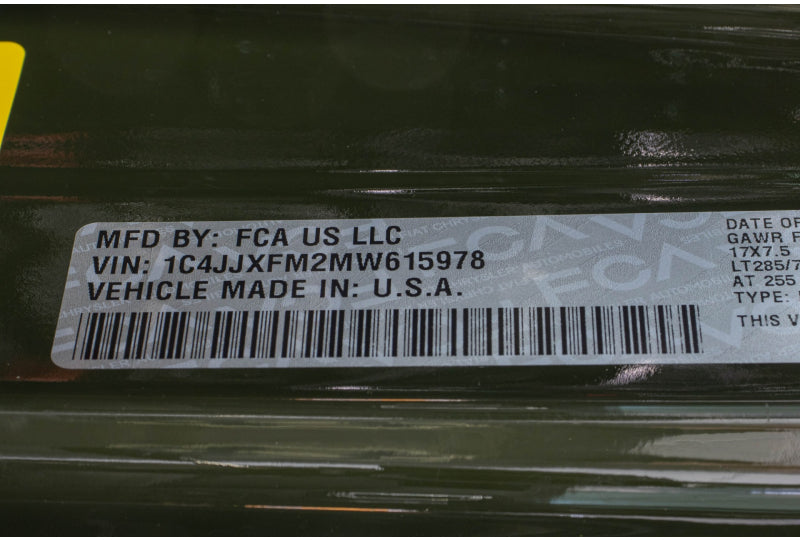 MFD BY: FCA US LLC
VIN: 1C4JJXFM2MW615978
VEHICLE MADE IN: U.S.A.
DATE OF
GAWR F
17X7.5
LT285/7
AT 255
TYPE:
THIS V